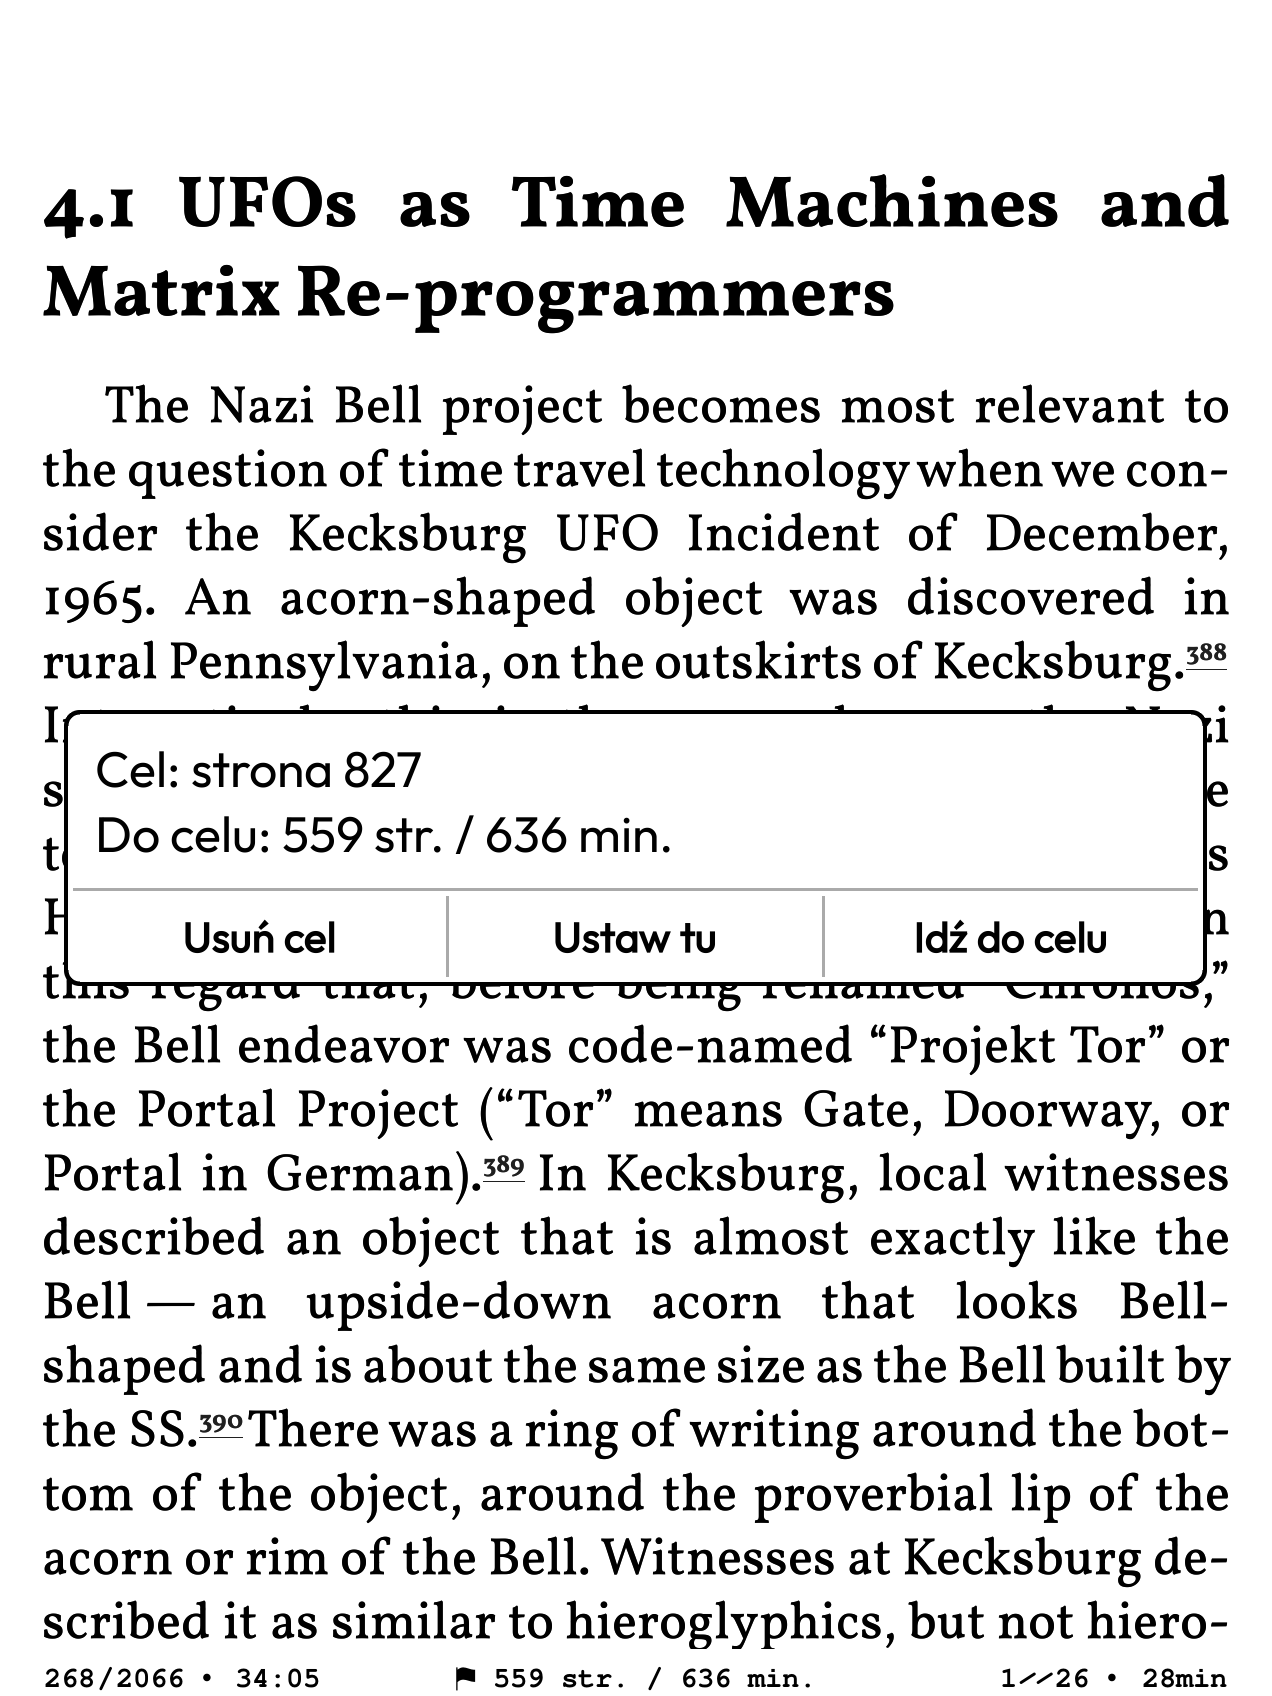 4.1 UFOs as Time Machines and
Matrix Re-programmers
The Nazi Bell project becomes most relevant to
the question of time travel technology when we con-
sider the Kecksburg UFO Incident of December,
1965. An acorn-shaped object was discovered in
rural Pennsylvania, on the outskirts of Kecksburg.388
Cel: strona 827
Do celu: 559 str. / 636 min.
Usuń cel
Ustaw tu
Idź do celu
this regard that, before being renamed “Chronos,”
the Bell endeavor was code-named “Projekt Tor” or
the Portal Project (“Tor” means Gate, Doorway, or
Portal in German).389 In Kecksburg, local witnesses
described an object that is almost exactly like the
Bell — an upside-down acorn that looks Bell-
shaped and is about the same size as the Bell built by
the SS.390 There was a ring of writing around the bot-
tom of the object, around the proverbial lip of the
acorn or rim of the Bell. Witnesses at Kecksburg de-
scribed it as similar to hieroglyphics, but not hiero-
268/2066 • 34:05
559 str. / 636 min.
1//26 • 28min